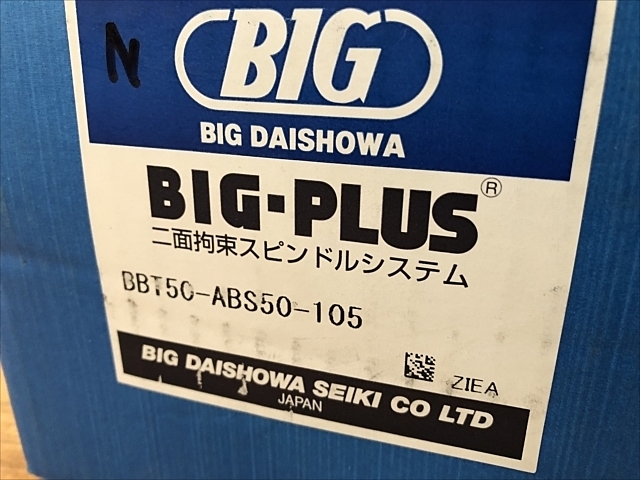 N
BIG
BIG DAISHOWA
BIG-PLUS®
二面拘束スピンドルシステム
BBT50-ABS50-105
ZIEA
BIG DAISHOWA SEIKI CO LTD
JAPAN